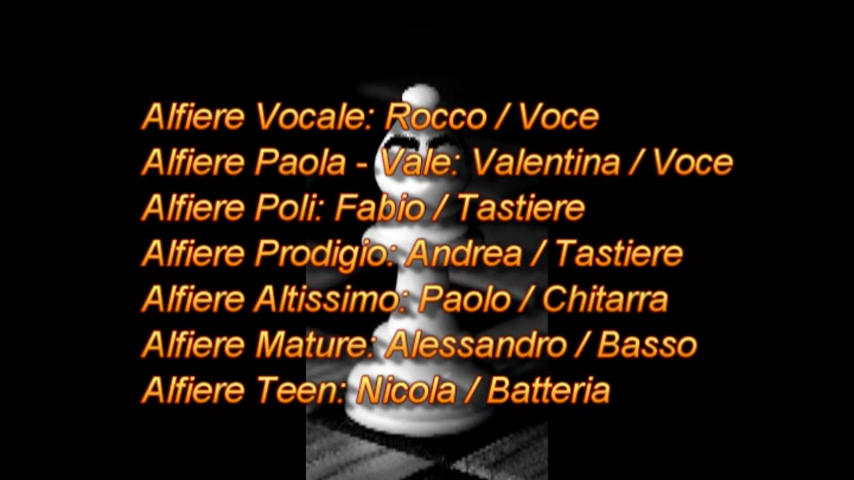 Alfiere Vocale: Rocco / Voce
Alfiere Paola - Vale: Valentina / Voce
Alfiere Poli: Fabio / Tastiere
Alfiere Prodigio: Andrea / Tastiere
Alfiere Altissimo: Paolo / Chitarra
Alfiere Mature: Alessandro / Basso
Alfiere Teen: Nicola / Batteria